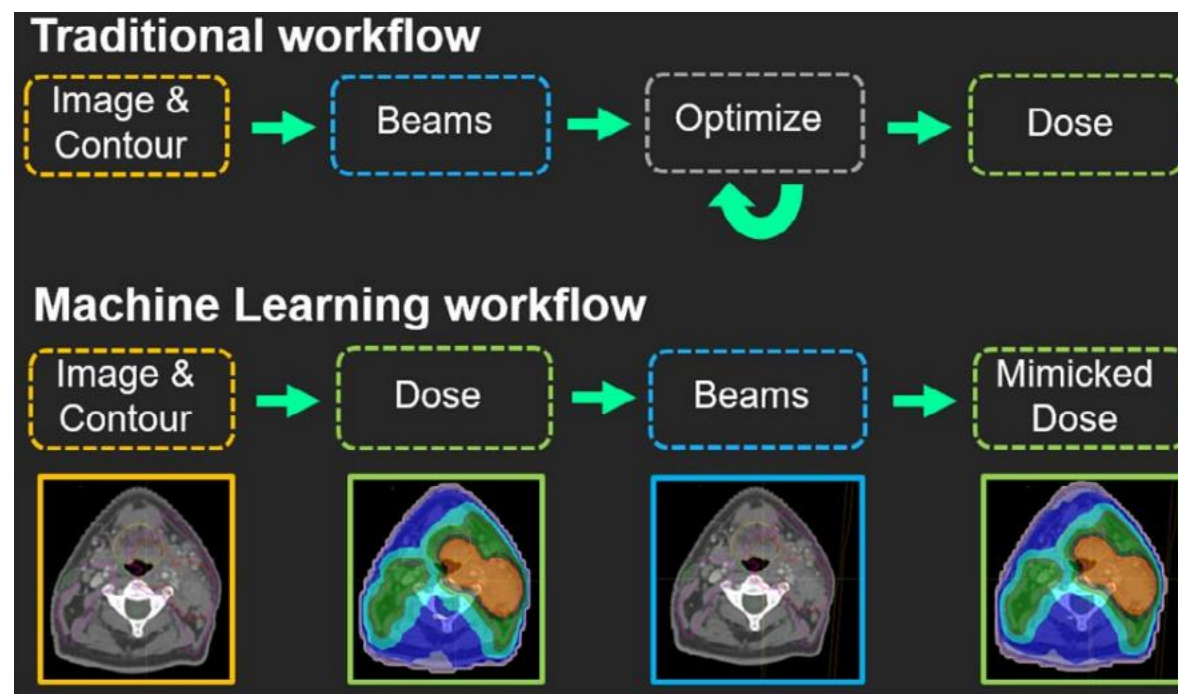 Traditional workflow
Image &
Contour
Beams
Optimize
Dose
Machine Learning workflow
Image &
Contour
Dose
Beams
Mimicked
Dose